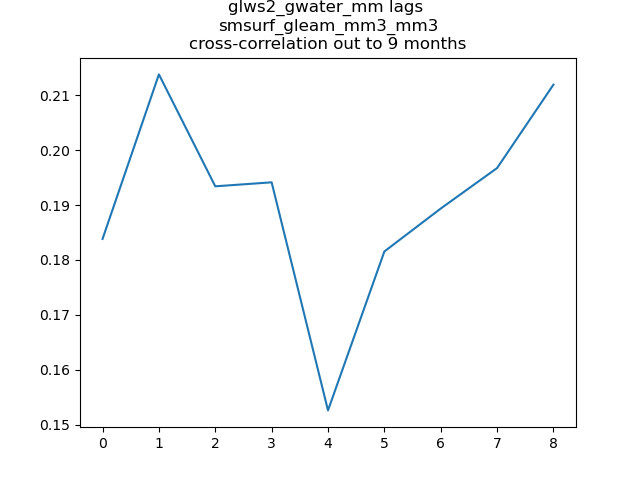 glws2_gwater_mm lags
smsurf_gleam_mm3_mm3
cross-correlation out to 9 months
0.21
0.20
0.19
0.18
0.17
0.16
0.15
0 1 2 3 4 5 6 7 8